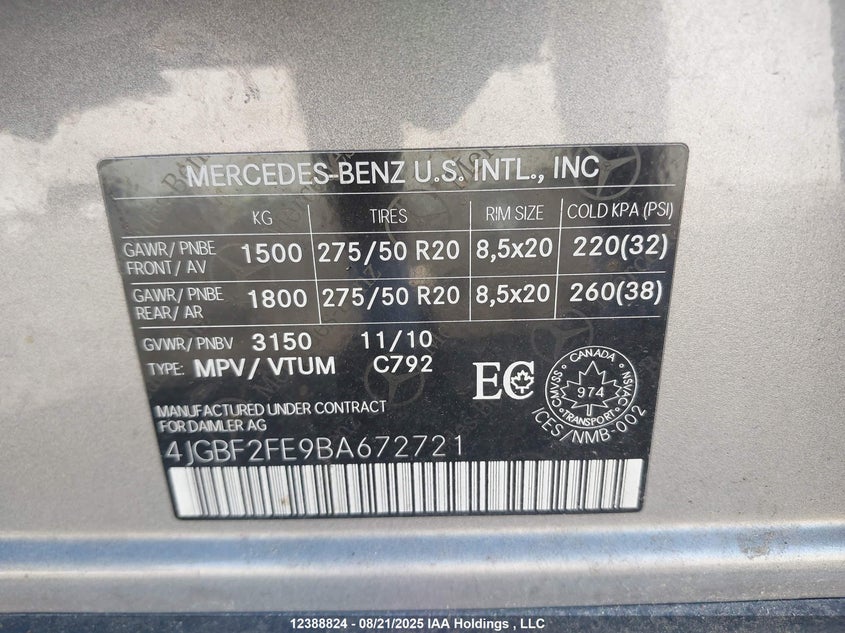 MERCEDES-BENZ U.S. INTL., INC
KG TIRES RIM SIZE COLD KPA (PSI)
GAWR/ PNBE FRONT/ AV 1500 275/50 R20 8,5x20 220(32)
GAWR/ PNBE REAR/ AR 1800 275/50 R20 8,5x20 260(38)
GVWR/ PNBV 3150 11/10
TYPE: MPV/ VTUM C792
EC
CANADA
CMVSS 974 NSVAC
TRANSPORT
ICES/NMB-002
MANUFACTURED UNDER CONTRACT
FOR DAIMLER AG
4JGBF2FE9BA672721
12388824 - 08/21/2025 IAA Holdings , LLC